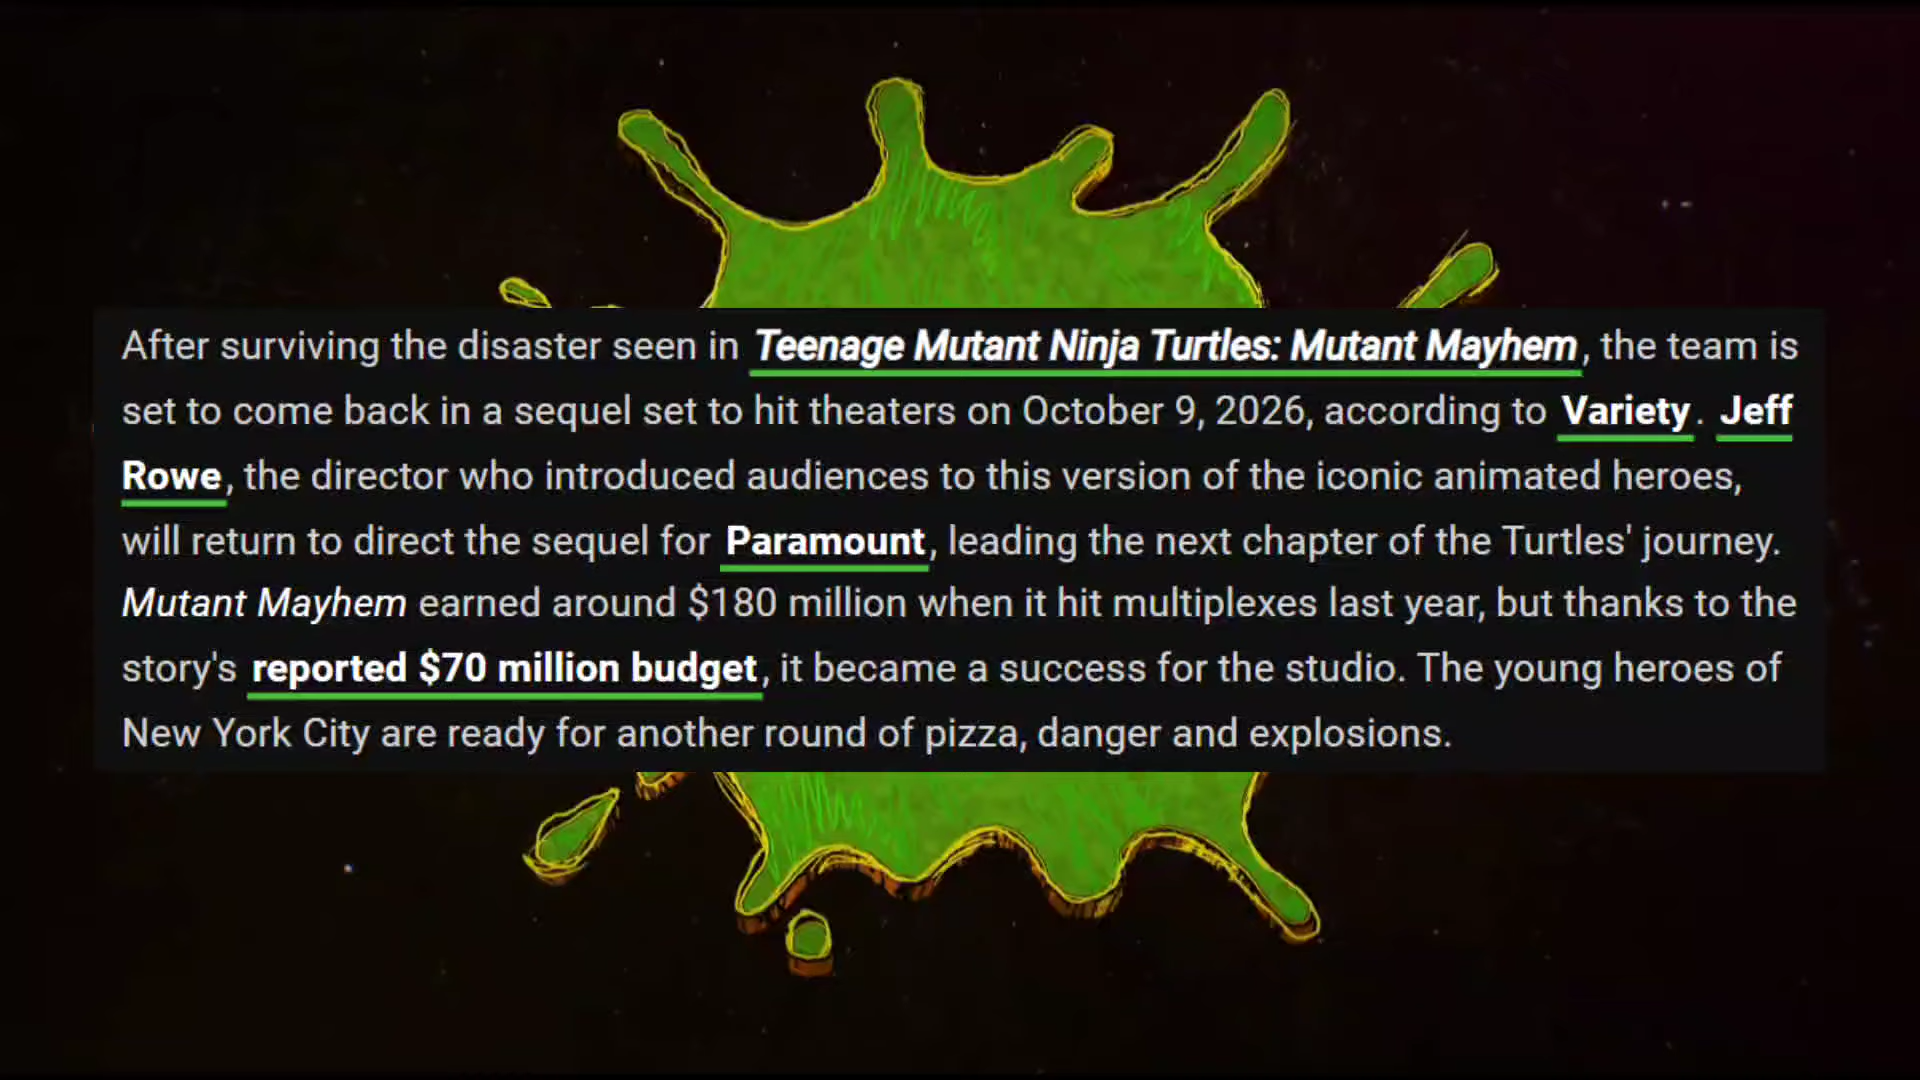 After surviving the disaster seen in Teenage Mutant Ninja Turtles: Mutant Mayhem, the team is
set to come back in a sequel set to hit theaters on October 9, 2026, according to Variety. Jeff
Rowe, the director who introduced audiences to this version of the iconic animated heroes,
will return to direct the sequel for Paramount, leading the next chapter of the Turtles' journey.
Mutant Mayhem earned around $180 million when it hit multiplexes last year, but thanks to the
story's reported $70 million budget, it became a success for the studio. The young heroes of
New York City are ready for another round of pizza, danger and explosions.